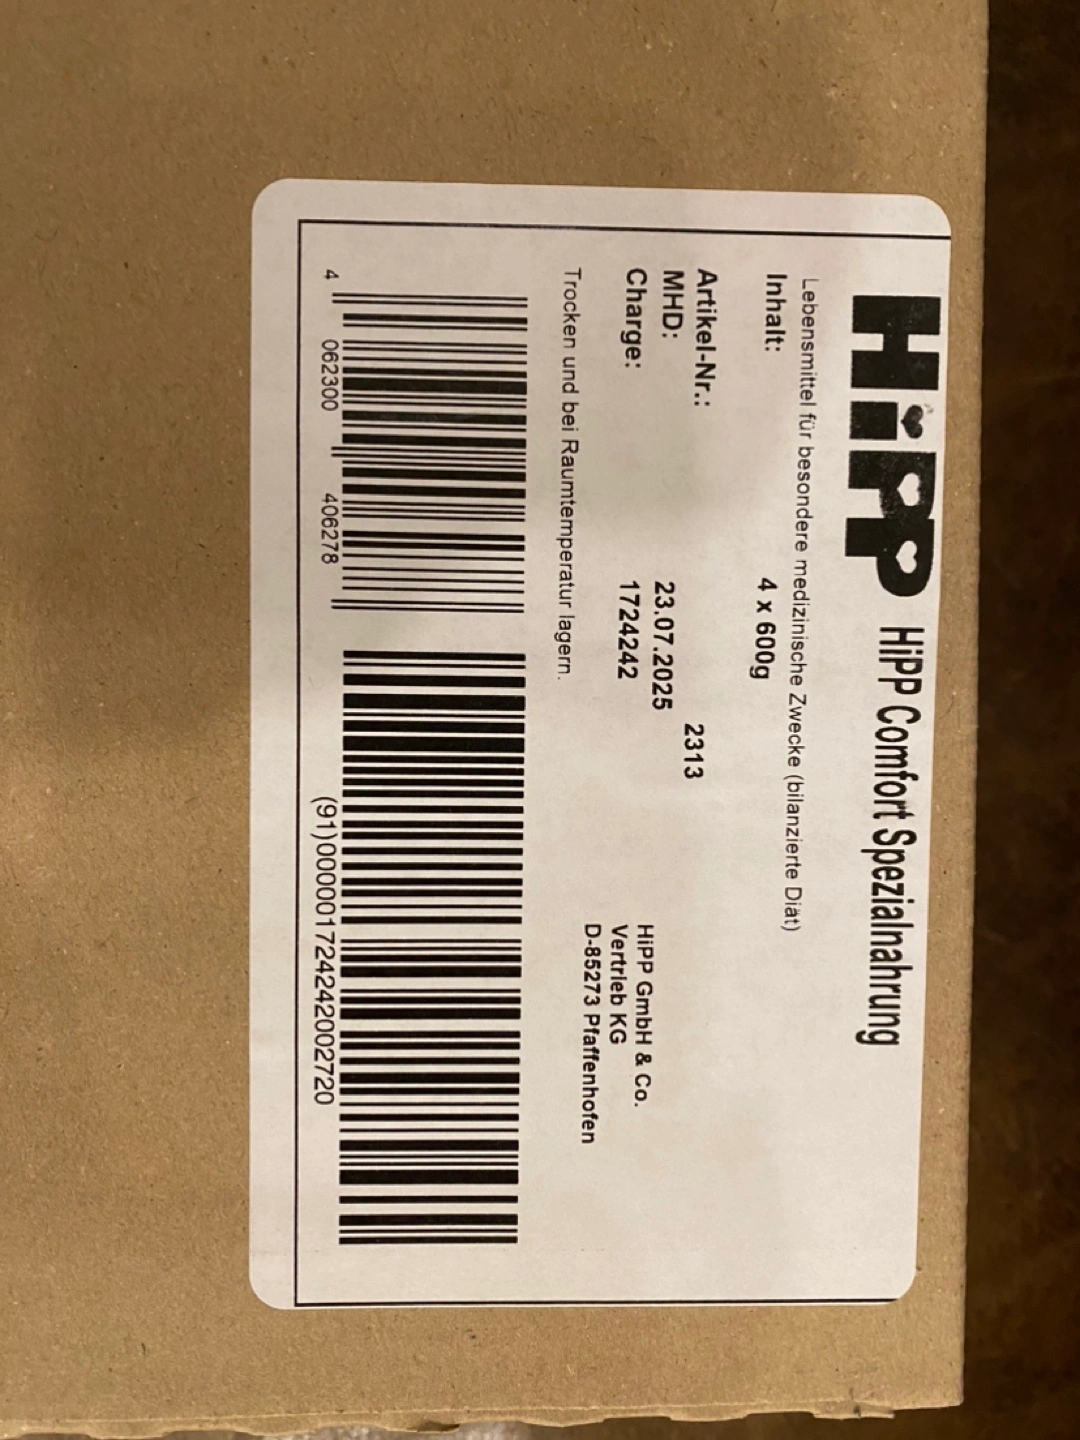 HiPP HiPP Comfort Spezialnahrung
Lebensmittel für besondere medizinische Zwecke (bilanzierte Diät)
Inhalt: 4 x 600g
Artikel-Nr.: 2313
MHD: 23.07.2025
Charge: 1724242
HiPP GmbH & Co.
Vertrieb KG
D-85273 Pfaffenhofen
Trocken und bei Raumtemperatur lagern.
4 062300 406278
(91)000001724242002720